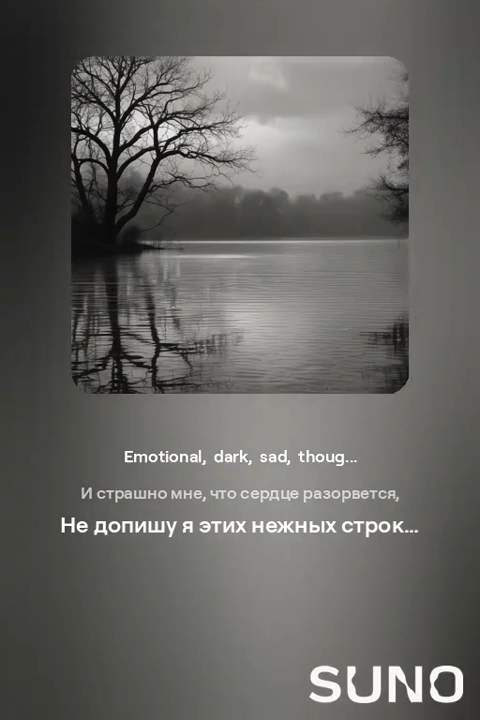 Emotional, dark, sad, thoug...
И страшно мне, что сердце разорвется,
Не допишу я этих нежных строк...
SUNO